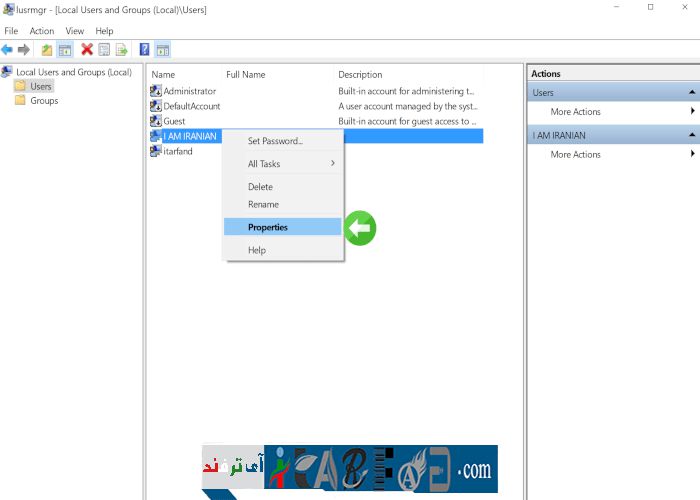 lusrmgr - [Local Users and Groups (Local)\Users]
File Action View Help
Local Users and Groups (Local)
Users
Groups
Name Full Name Description
Administrator Built-in account for administering t...
DefaultAccount A user account managed by the syst...
Guest Built-in account for guest access to ...
I AM IRANIAN
itarfand
Set Password...
All Tasks
Delete
Rename
Properties
Help
Actions
Users
More Actions
I AM IRANIAN
More Actions
آی ترفند
.com